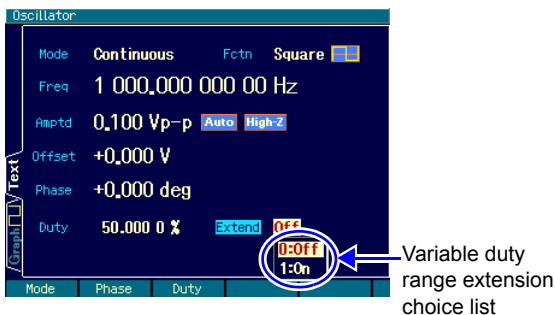 Oscillator
Mode Continuous Fctn Square
Freq 1 000.000 000 00 Hz
Amptd 0.100 Vp-p Auto High-Z
Offset +0.000 V
Phase +0.000 deg
Duty 50.000 0 % Extend Off
0:Off
1:On
Text
Graph
Mode Phase Duty
Variable duty
range extension
choice list